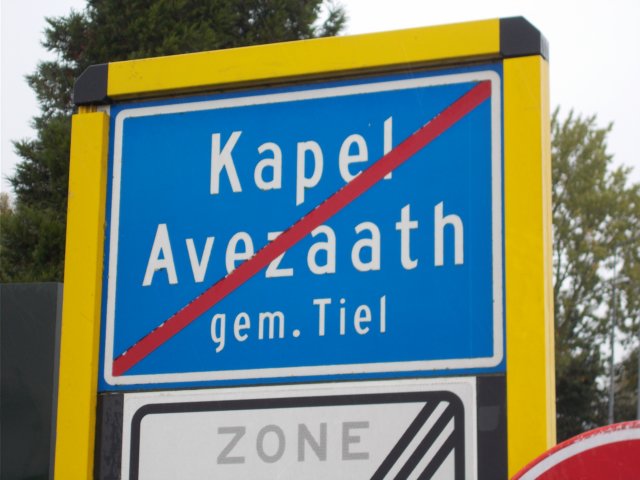 Kapel
Avezaath
gem. Tiel
ZONE